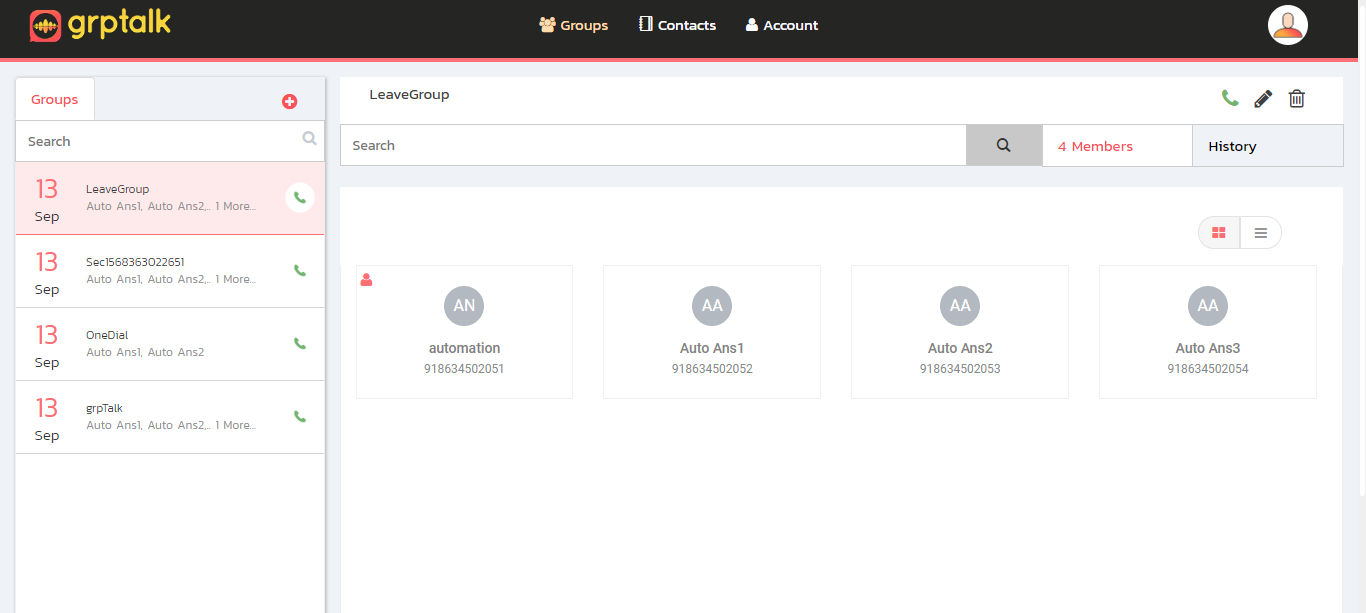 grptalk
Groups
Contacts
Account
Groups
Search
13
Sep
LeaveGroup
Auto Ans1, Auto Ans2,.. 1 More...
13
Sep
Sec1568363022651
Auto Ans1, Auto Ans2,.. 1 More...
13
Sep
OneDial
Auto Ans1, Auto Ans2
13
Sep
grpTalk
Auto Ans1, Auto Ans2,.. 1 More...
LeaveGroup
Search
4 Members
History
AN
automation
918634502051
AA
Auto Ans1
918634502052
AA
Auto Ans2
918634502053
AA
Auto Ans3
918634502054